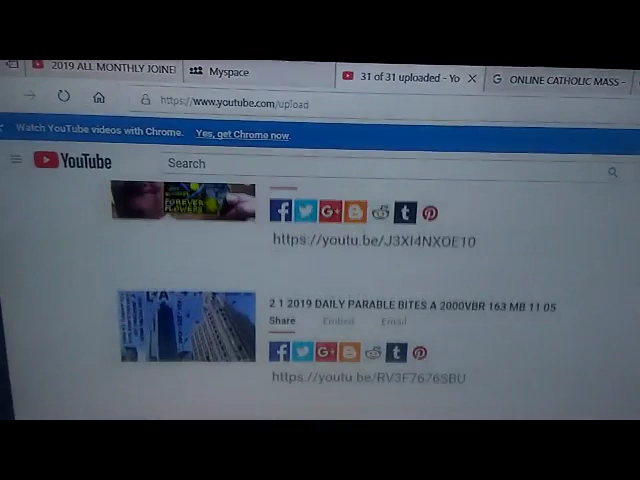 2019 ALL MONTHLY JOINE
Myspace
31 of 31 uploaded - Yo
ONLINE CATHOLIC MASS -
https://www.youtube.com/upload
Watch YouTube videos with Chrome. Yes, get Chrome now.
YouTube
Search
FOREVER
FLOWERS
https://youtu.be/J3XI4NXOE10
2 1 2019 DAILY PARABLE BITES A 2000VBR 163 MB 11 05
Share Embed Email
https://youtu.be/RV3F7676SBU